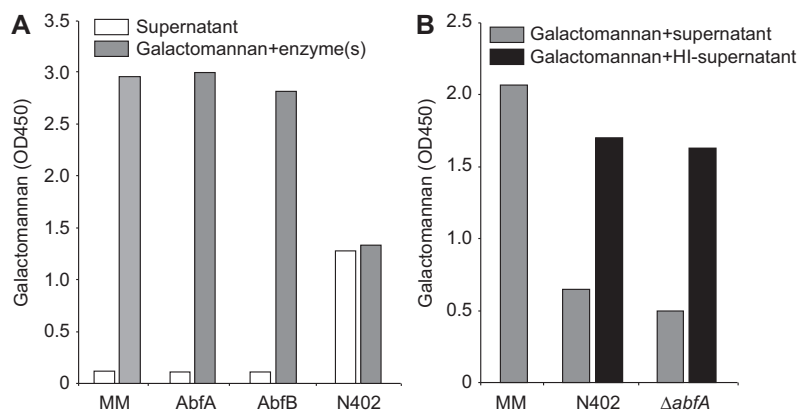 A
Supernatant
Galactomannan+enzyme(s)
Galactomannan (OD450)
3.5
3.0
2.5
2.0
1.5
1.0
0.5
0
MM
AbfA
AbfB
N402
B
Galactomannan+supernatant
Galactomannan+HI-supernatant
Galactomannan (OD450)
2.5
2.0
1.5
1.0
0.5
0
MM
N402
ΔabfA